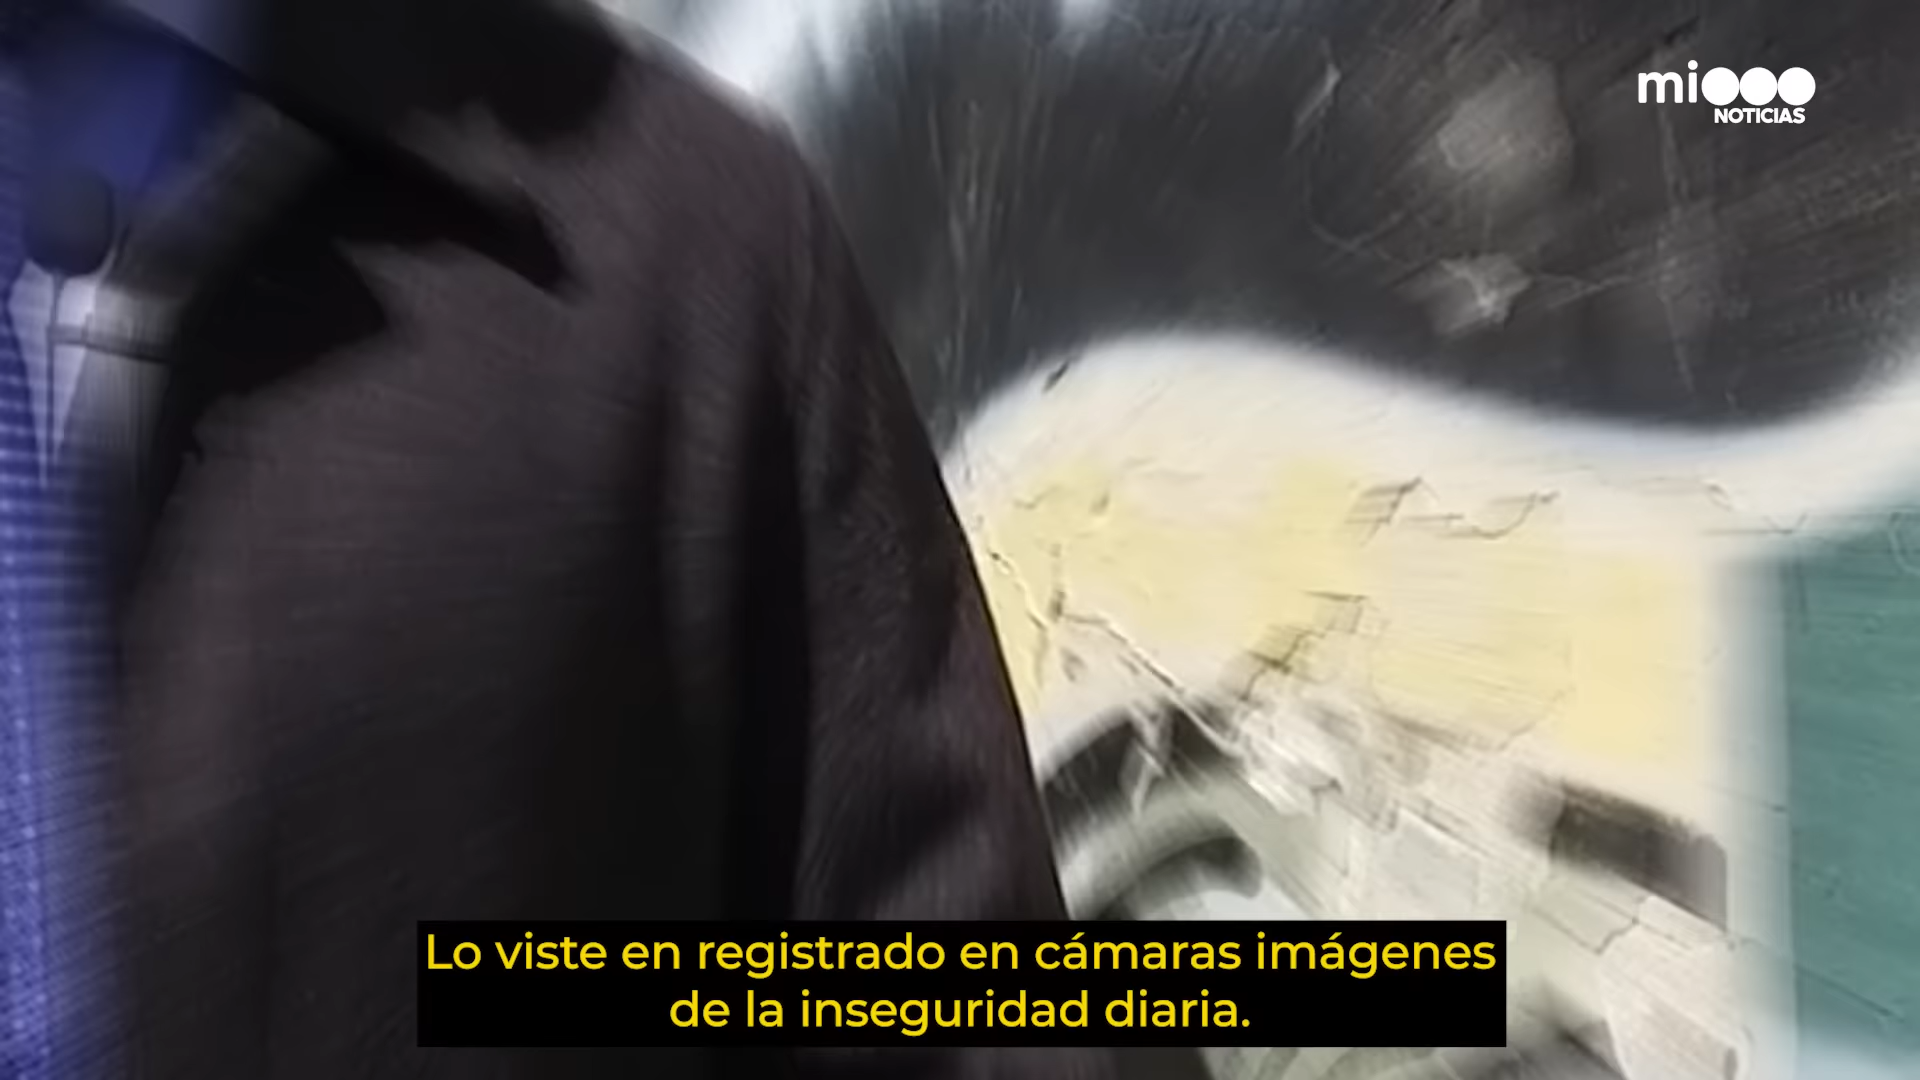 mi
NOTICIAS
Lo viste en registrado en cámaras imágenes
de la inseguridad diaria.